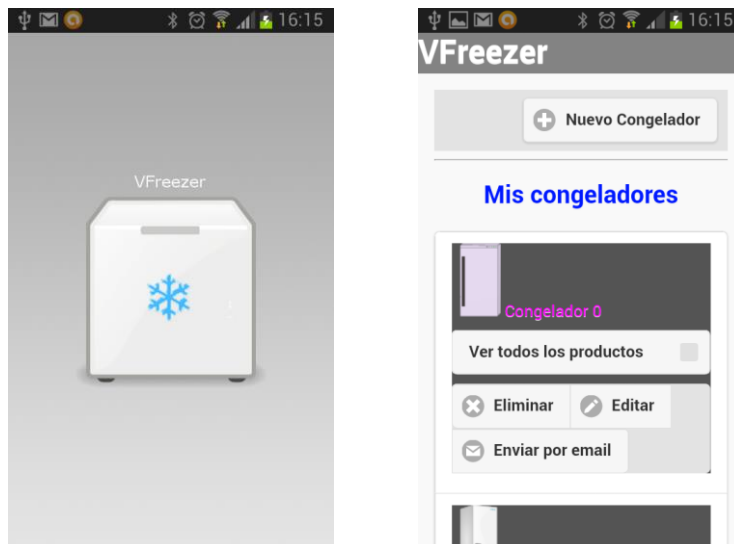 16:15
VFreezer
16:15
VFreezer
Nuevo Congelador
Mis congeladores
Congelador 0
Ver todos los productos
Eliminar
Editar
Enviar por email